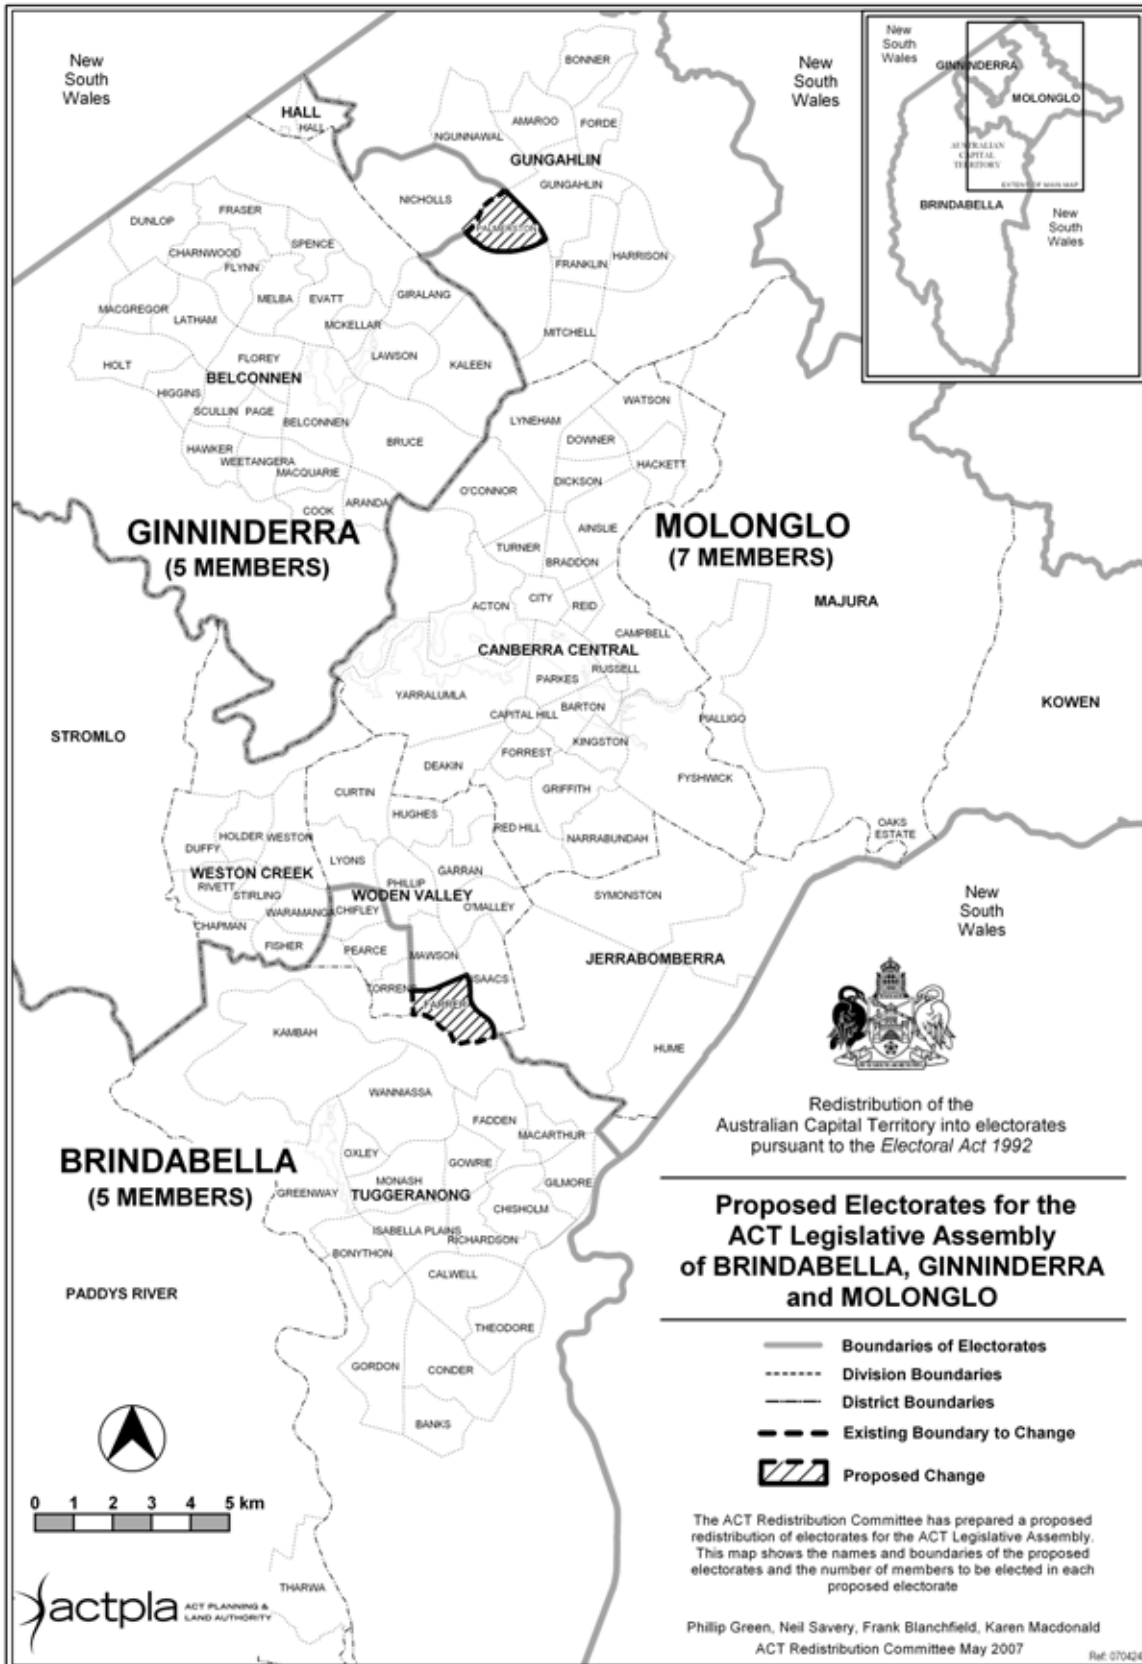 New
South
Wales
HALL
HALL
BONNER
AMAROO
FORDE
NGUNNAWAL
GUNGAHLIN
GUNGAHLIN
NICHOLLS
PALMERSTON
FRANKLIN
HARRISON
MITCHELL
New
South
Wales
New
South
Wales
GINNINDERRA
MOLONGLO
AUSTRALIAN
CAPITAL
TERRITORY
EXTENT OF MAIN MAP
BRINDABELLA
New
South
Wales
DUNLOP
FRASER
SPENCE
CHARNWOOD
FLYNN
MELBA
EVATT
GIRALANG
MACGREGOR
LATHAM
MCKELLAR
LAWSON
KALEEN
HOLT
FLOREY
BELCONNEN
HIGGINS
SCULLIN
PAGE
BELCONNEN
BRUCE
HAWKER
WEETANGERA
MACQUARIE
COOK
ARANDA
GINNINDERRA
(5 MEMBERS)
LYNEHAM
WATSON
DOWNER
HACKETT
DICKSON
O'CONNOR
AINSLIE
TURNER
BRADDON
MOLONGLO
(7 MEMBERS)
MAJURA
ACTON
CITY
REID
CAMPBELL
CANBERRA CENTRAL
RUSSELL
PARKES
YARRALUMLA
CAPITAL HILL
BARTON
KINGSTON
PIALLIGO
KOWEN
STROMLO
DEAKIN
FORREST
GRIFFITH
FYSHWICK
CURTIN
HUGHES
RED HILL
NARRABUNDAH
OAKS
ESTATE
DUFFY
HOLDER
WESTON
LYONS
GARRAN
WESTON CREEK
RIVETT
STIRLING
PHILLIP
WODEN VALLEY
SYMONSTON
CHAPMAN
WARAMANGA
CHIFLEY
O'MALLEY
FISHER
PEARCE
MAWSON
JERRABOMBERRA
New
South
Wales
TORRENS
ISAACS
FARRER
KAMBAH
HUME
WANNIASSA
FADDEN
MACARTHUR
OXLEY
GOWRIE
MONASH
GILMORE
BRINDABELLA
(5 MEMBERS)
GREENWAY
TUGGERANONG
CHISHOLM
ISABELLA PLAINS
RICHARDSON
BONYTHON
CALWELL
PADDYS RIVER
THEODORE
GORDON
CONDER
BANKS
THARWA
Redistribution of the
Australian Capital Territory into electorates
pursuant to the Electoral Act 1992
Proposed Electorates for the
ACT Legislative Assembly
of BRINDABELLA, GINNINDERRA
and MOLONGLO
Boundaries of Electorates
Division Boundaries
District Boundaries
Existing Boundary to Change
Proposed Change
The ACT Redistribution Committee has prepared a proposed
redistribution of electorates for the ACT Legislative Assembly.
This map shows the names and boundaries of the proposed
electorates and the number of members to be elected in each
proposed electorate
Phillip Green, Neil Savery, Frank Blanchfield, Karen Macdonald
ACT Redistribution Committee May 2007
Ref: 070424
0 1 2 3 4 5 km
actpla ACT PLANNING &
LAND AUTHORITY